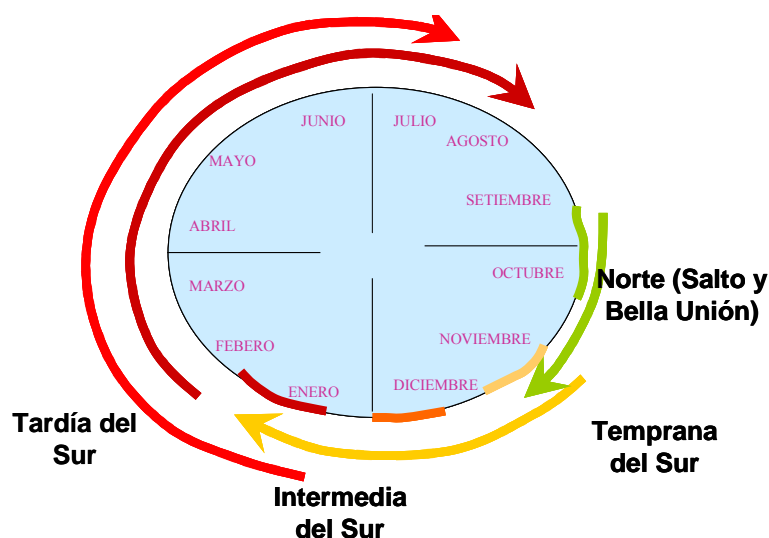 JUNIO
JULIO
AGOSTO
MAYO
SETIEMBRE
ABRIL
OCTUBRE
MARZO
Norte (Salto y
Bella Unión)
NOVIEMBRE
FEBERO
DICIEMBRE
ENERO
Tardía del
Sur
Temprana
del Sur
Intermedia
del Sur